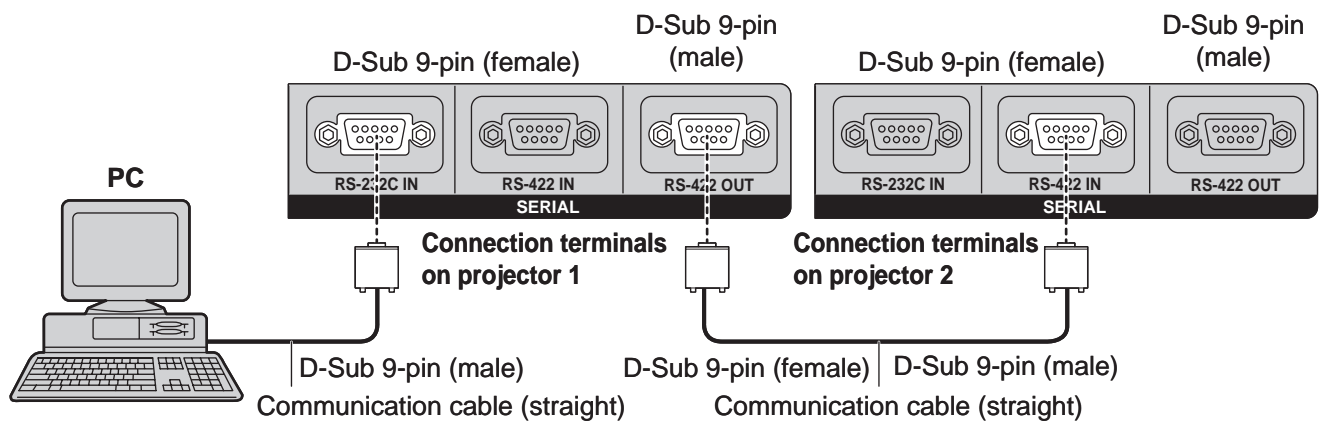 D-Sub 9-pin
(male)
D-Sub 9-pin (female)
D-Sub 9-pin
(male)
D-Sub 9-pin (female)
RS-232C IN
RS-422 IN
RS-422 OUT
SERIAL
RS-232C IN
RS-422 IN
RS-422 OUT
SERIAL
PC
Connection terminals
on projector 1
Connection terminals
on projector 2
D-Sub 9-pin (male)
Communication cable (straight)
D-Sub 9-pin (female)
D-Sub 9-pin (male)
Communication cable (straight)